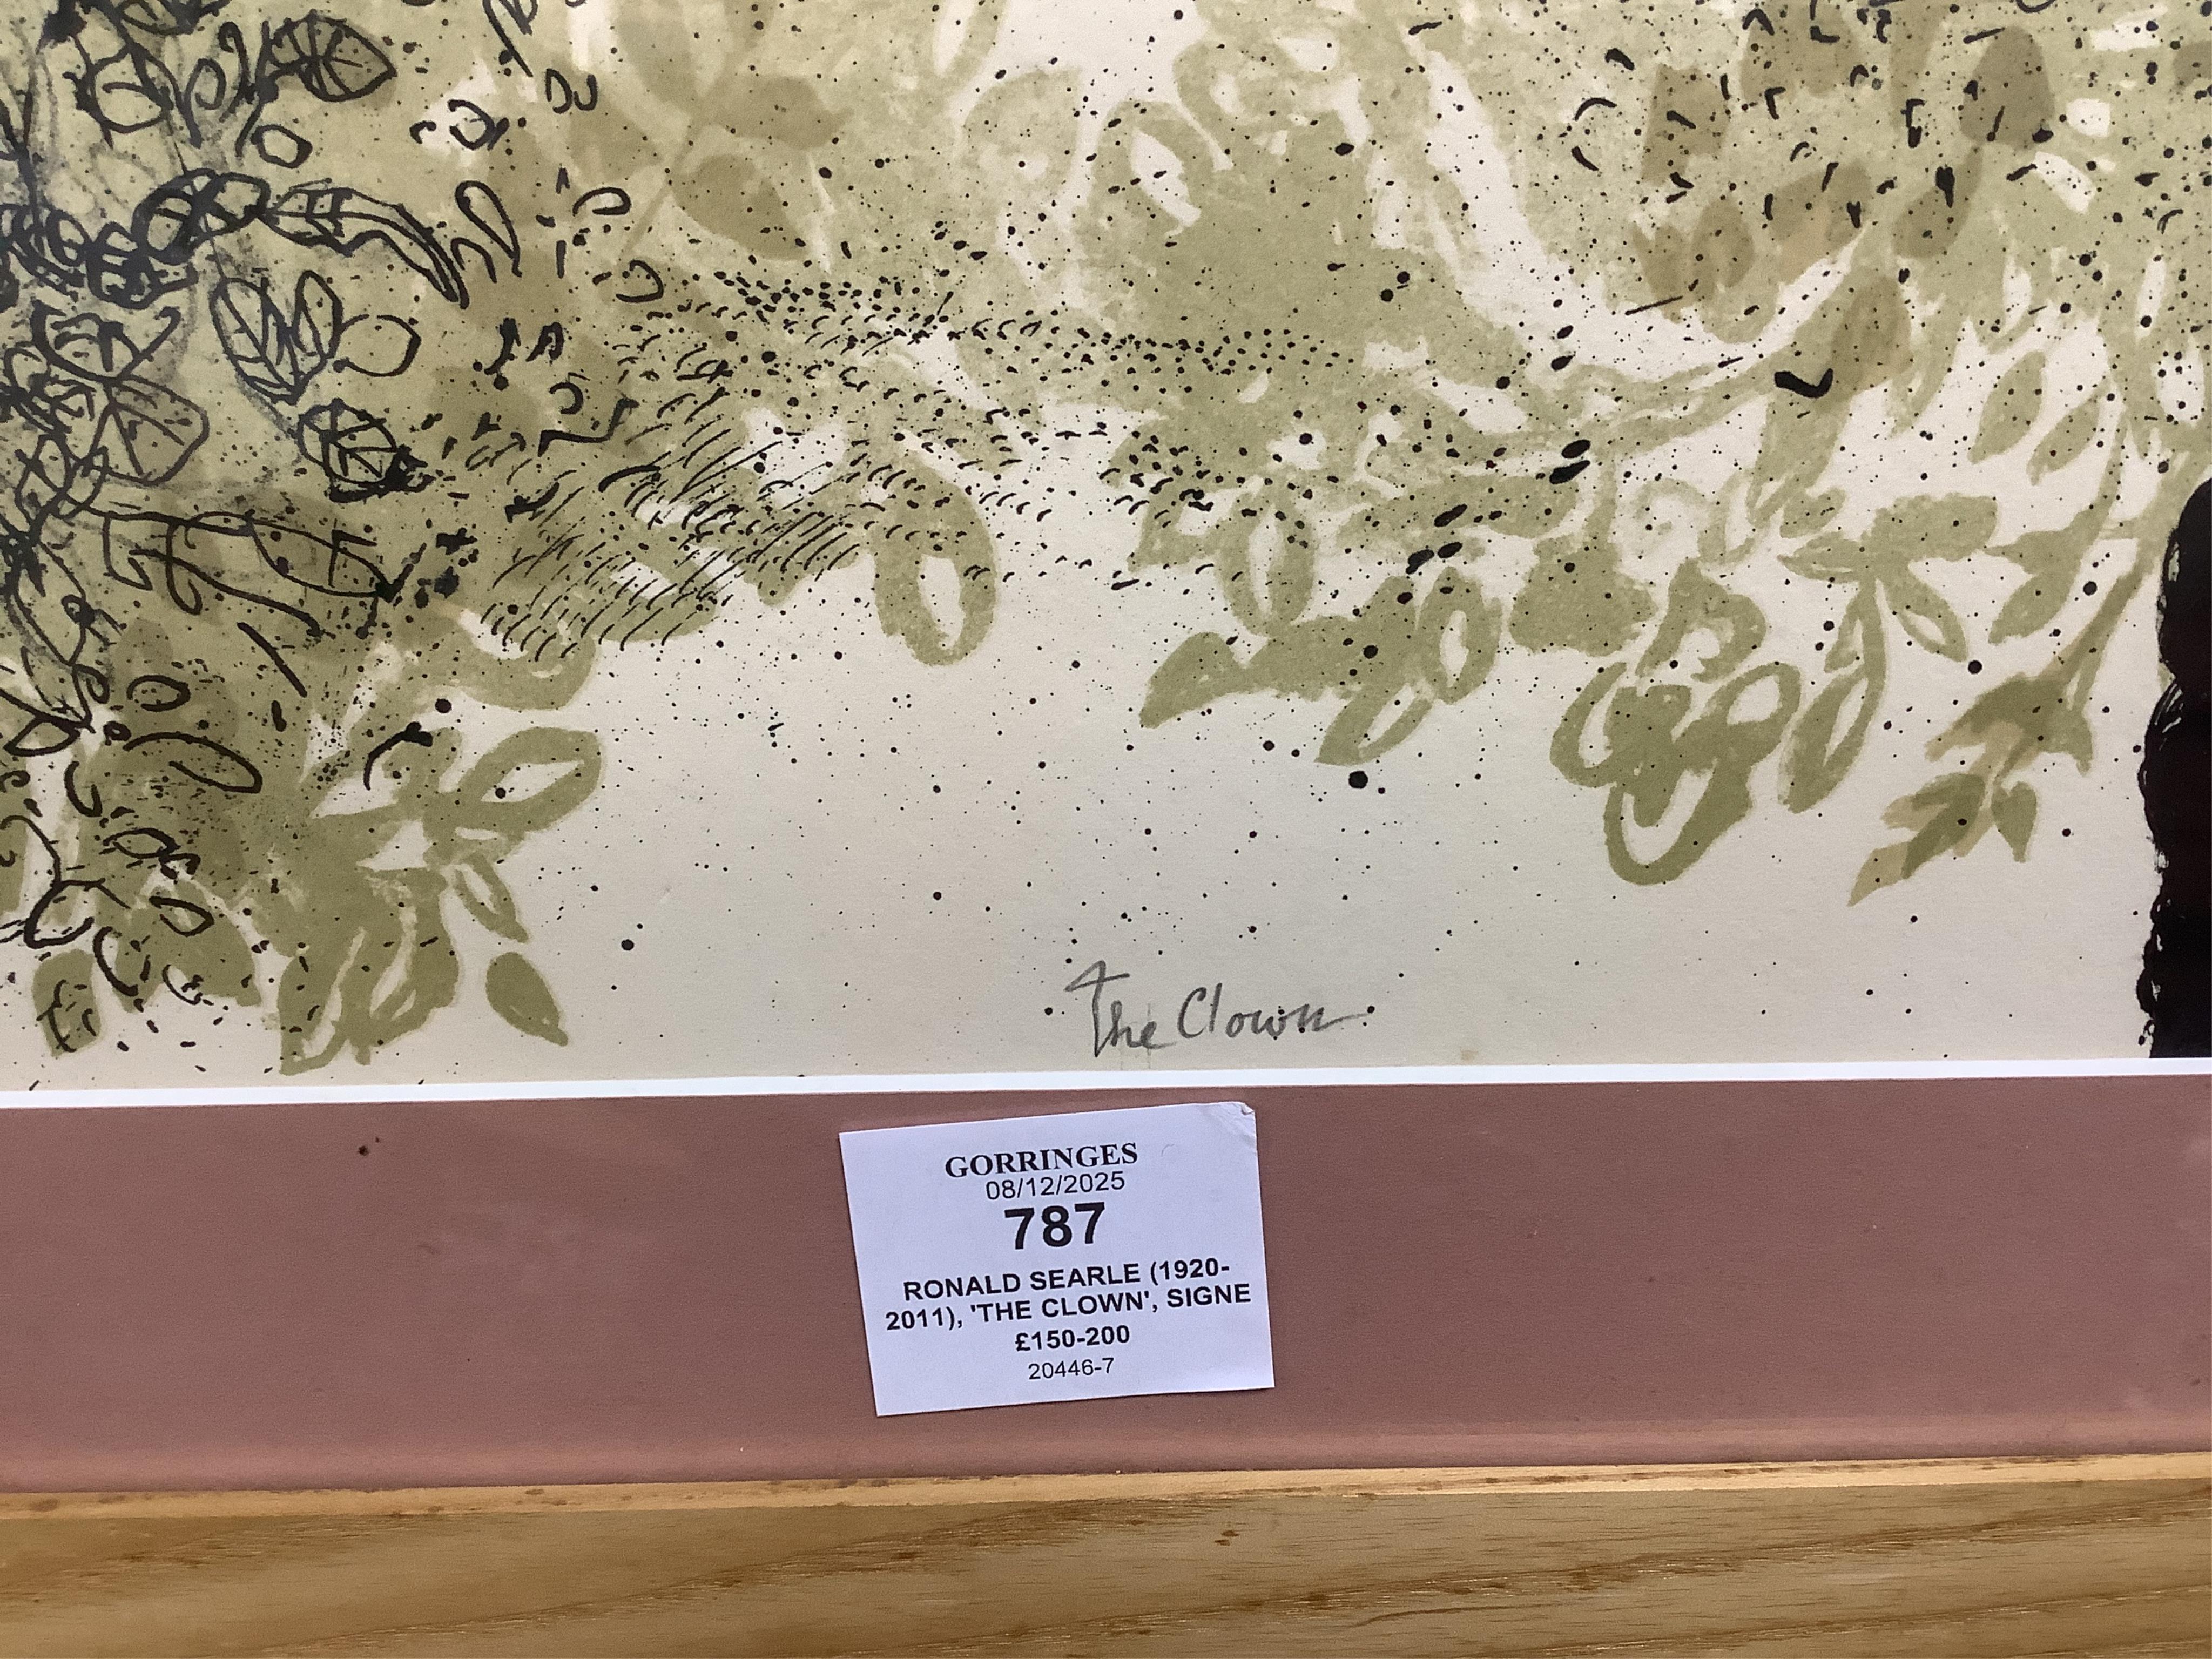 The Clown
GORRINGES
08/12/2025
787
RONALD SEARLE (1920-
2011), 'THE CLOWN', SIGNE
£150-200
20446-7